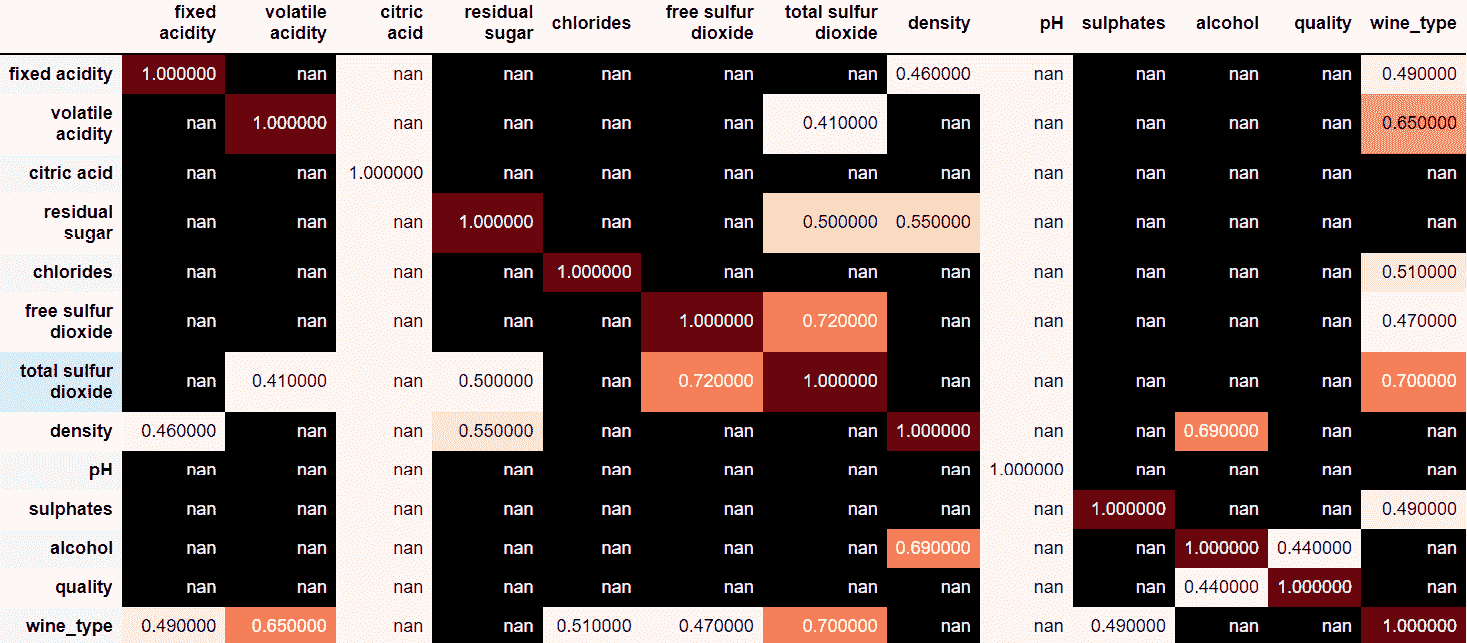 fixed acidity volatile acidity citric acid residual sugar chlorides free sulfur dioxide total sulfur dioxide density pH sulphates alcohol quality wine_type
fixed acidity 1.000000 nan nan nan nan nan nan 0.460000 nan nan nan nan 0.490000
volatile acidity nan 1.000000 nan nan nan nan 0.410000 nan nan nan nan nan 0.650000
citric acid nan nan 1.000000 nan nan nan nan nan nan nan nan nan nan
residual sugar nan nan nan 1.000000 nan nan 0.500000 0.550000 nan nan nan nan nan
chlorides nan nan nan nan 1.000000 nan nan nan nan nan nan nan 0.510000
free sulfur dioxide nan nan nan nan nan 1.000000 0.720000 nan nan nan nan nan 0.470000
total sulfur dioxide nan 0.410000 nan 0.500000 nan 0.720000 1.000000 nan nan nan nan nan 0.700000
density 0.460000 nan nan 0.550000 nan nan nan 1.000000 nan nan 0.690000 nan nan
pH nan nan nan nan nan nan nan nan 1.000000 nan nan nan nan
sulphates nan nan nan nan nan nan nan nan nan 1.000000 nan nan 0.490000
alcohol nan nan nan nan nan nan nan 0.690000 nan nan 1.000000 0.440000 nan
quality nan nan nan nan nan nan nan nan nan nan 0.440000 1.000000 nan
wine_type 0.490000 0.650000 nan nan 0.510000 0.470000 0.700000 nan nan 0.490000 nan nan 1.000000